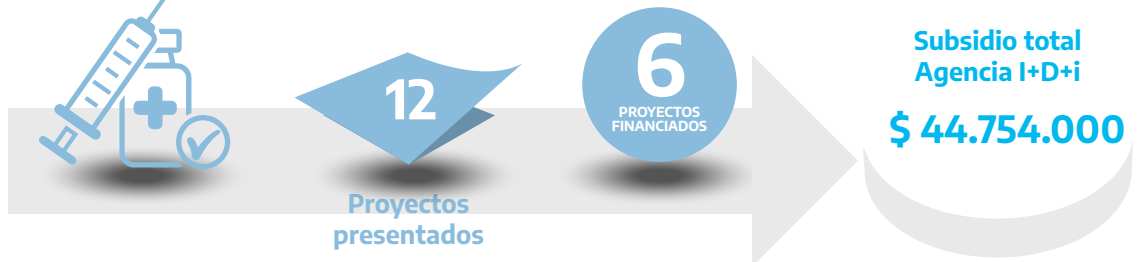 12
Proyectos
presentados
6
PROYECTOS
FINANCIADOS
Subsidio total
Agencia I+D+i
$ 44.754.000